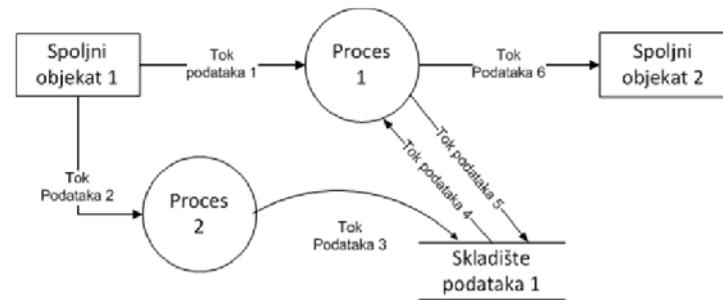 Spoljni
objekat 1
Tok
podataka 1
Proces
1
Tok
Podataka 6
Spoljni
objekat 2
Tok podataka 5
Tok podataka 4
Tok
Podataka 2
Proces
2
Tok
Podataka 3
Skladište
podataka 1